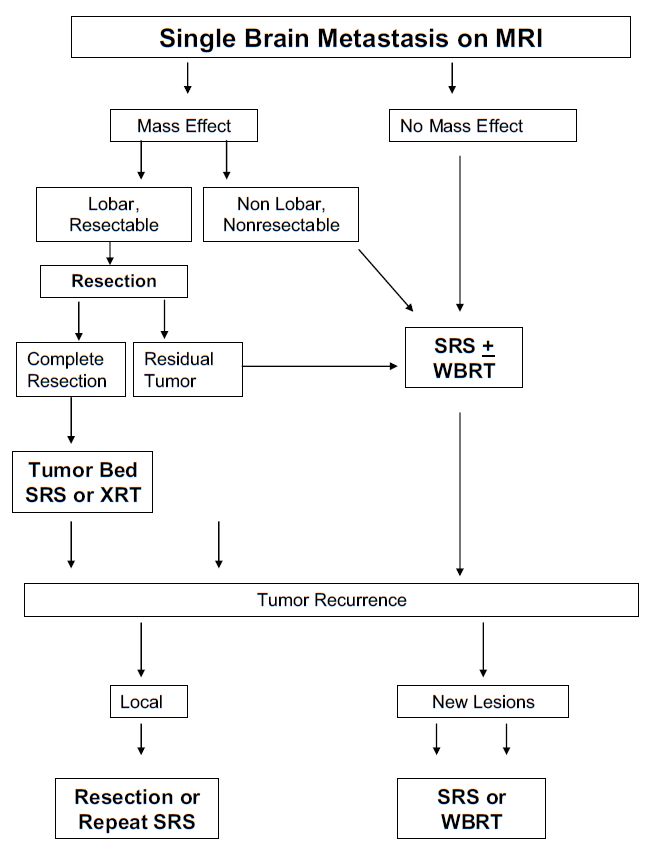 Single Brain Metastasis on MRI
Mass Effect
No Mass Effect
Lobar,
Resectable
Non Lobar,
Nonresectable
Resection
Complete
Resection
Residual
Tumor
SRS ±
WBRT
Tumor Bed
SRS or XRT
Tumor Recurrence
Local
New Lesions
Resection or
Repeat SRS
SRS or
WBRT